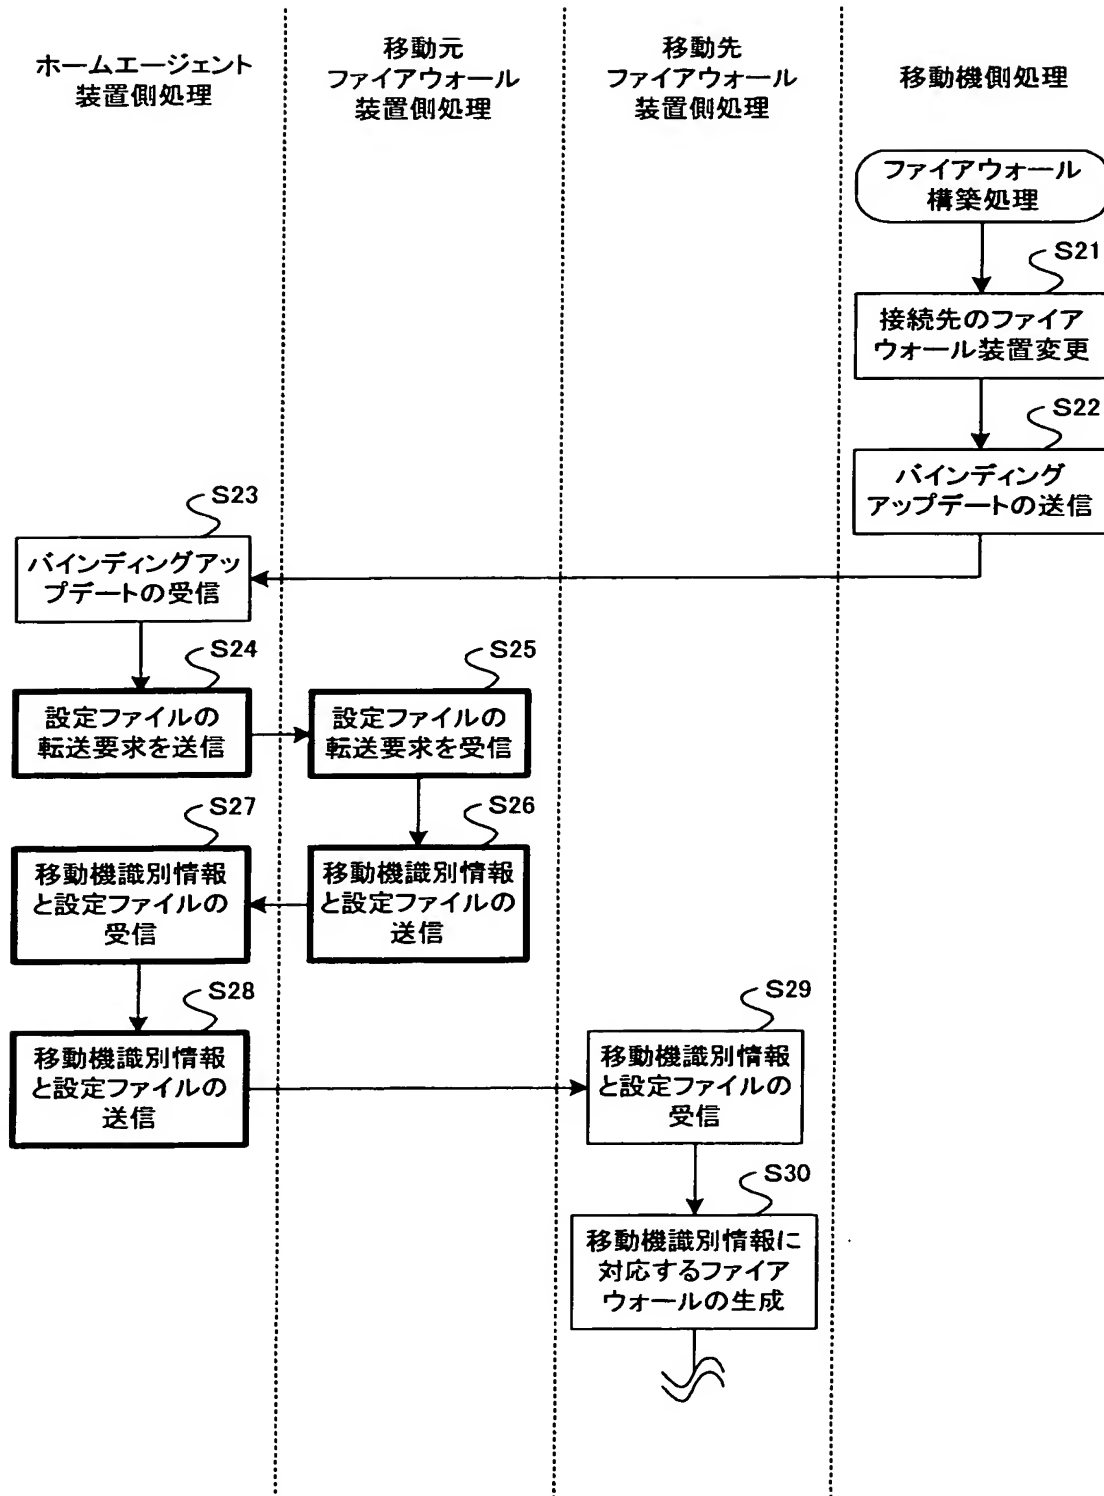 ホームエージェント
装置側処理
移動元
ファイアウォール
装置側処理
移動先
ファイアウォール
装置側処理
移動機側処理
ファイアウォール
構築処理
S21
接続先のファイア
ウォール装置変更
S22
バインディング
アップデートの送信
S23
バインディングアッ
プデートの受信
S24
設定ファイルの
転送要求を送信
S25
設定ファイルの
転送要求を受信
S26
移動機識別情報
と設定ファイルの
送信
S27
移動機識別情報
と設定ファイルの
受信
S28
移動機識別情報
と設定ファイルの
送信
S29
移動機識別情報
と設定ファイルの
受信
S30
移動機識別情報に
対応するファイア
ウォールの生成